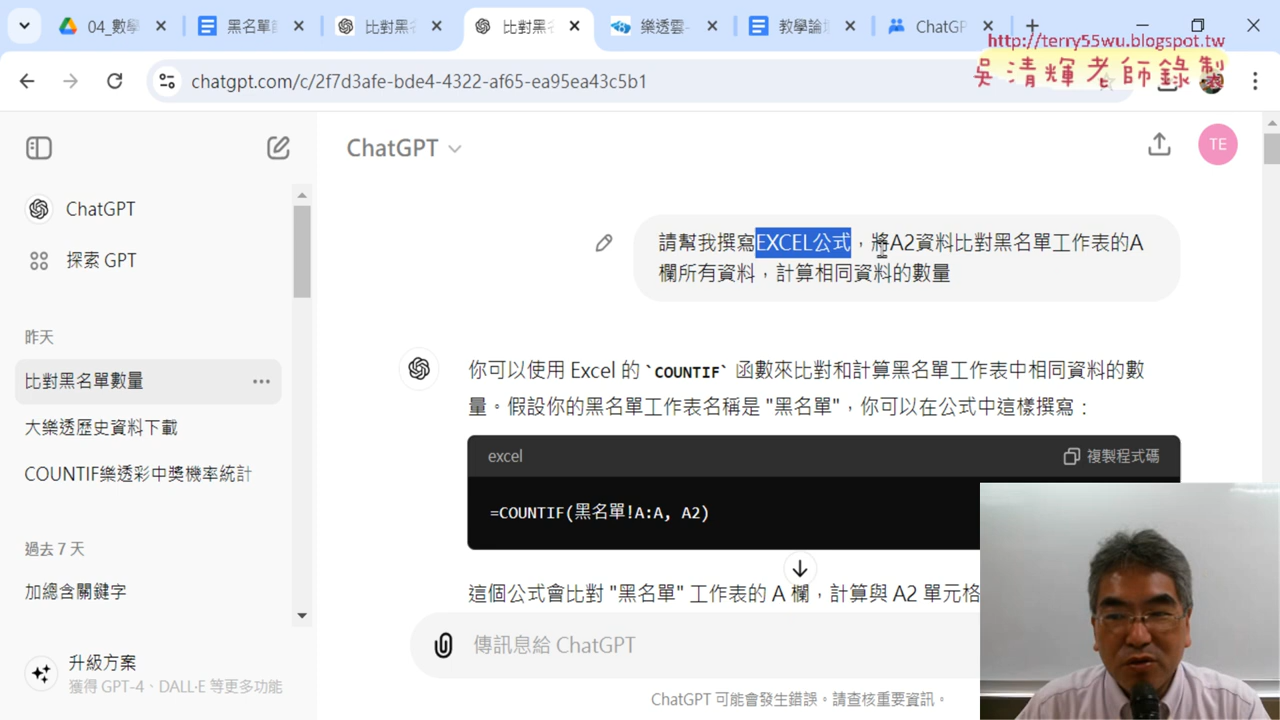 04_數學
黑名單
比對黑
比對黑
樂透雲-
教學論
ChatGP
http://terry55wu.blogspot.tw
吳清輝老師錄製
chatgpt.com/c/2f7d3afe-bde4-4322-af65-ea95ea43c5b1
ChatGPT
TE
ChatGPT
探索 GPT
昨天
比對黑名單數量
大樂透歷史資料下載
COUNTIF樂透彩中獎機率統計
過去 7 天
加總含關鍵字
升級方案
獲得 GPT-4、DALL·E 等更多功能
請幫我撰寫EXCEL公式，將A2資料比對黑名單工作表的A
欄所有資料，計算相同資料的數量
你可以使用 Excel 的 `COUNTIF` 函數來比對和計算黑名單工作表中相同資料的數
量。假設你的黑名單工作表名稱是 "黑名單"，你可以在公式中這樣撰寫：
excel
複製程式碼
=COUNTIF(黑名單!A:A, A2)
這個公式會比對 "黑名單" 工作表的 A 欄，計算與 A2 單元格
傳訊息給 ChatGPT
ChatGPT 可能會發生錯誤。請查核重要資訊。